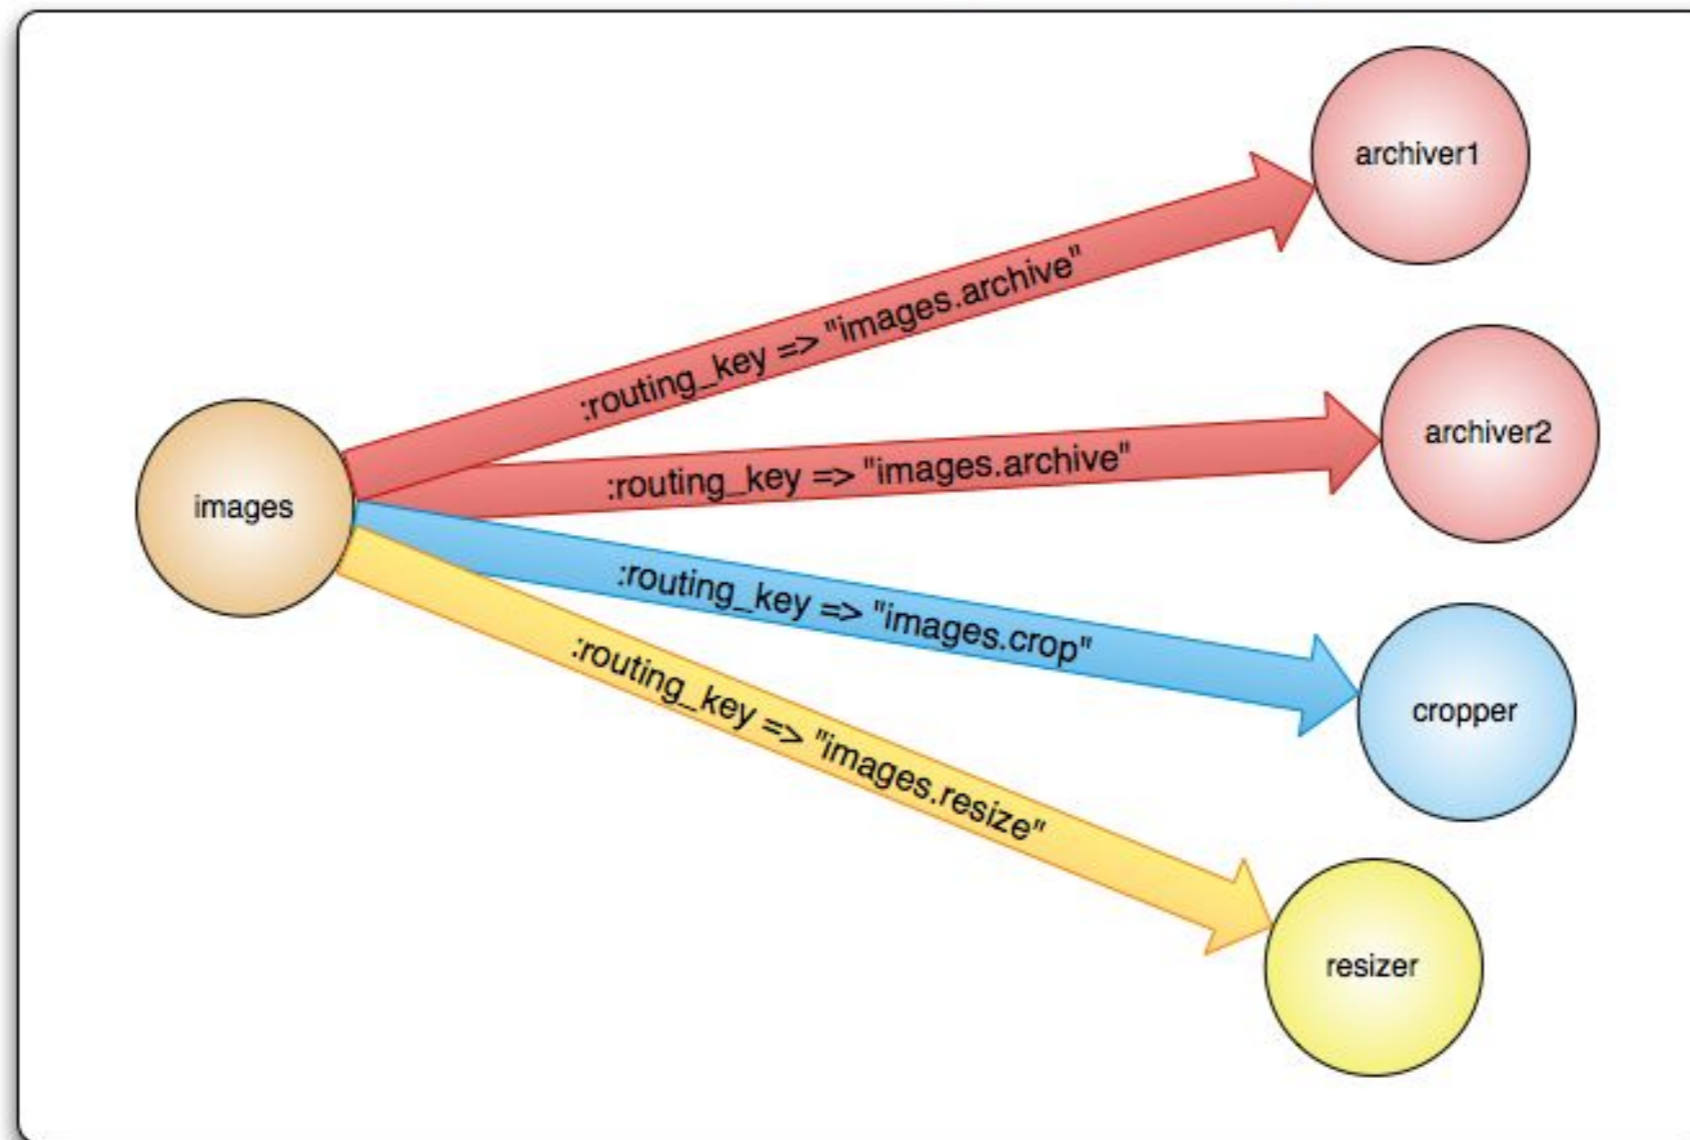 archiver1
:routing_key => "images.archive"
archiver2
:routing_key => "images.archive"
images
:routing_key => "images.crop"
cropper
:routing_key => "images.resize"
resizer